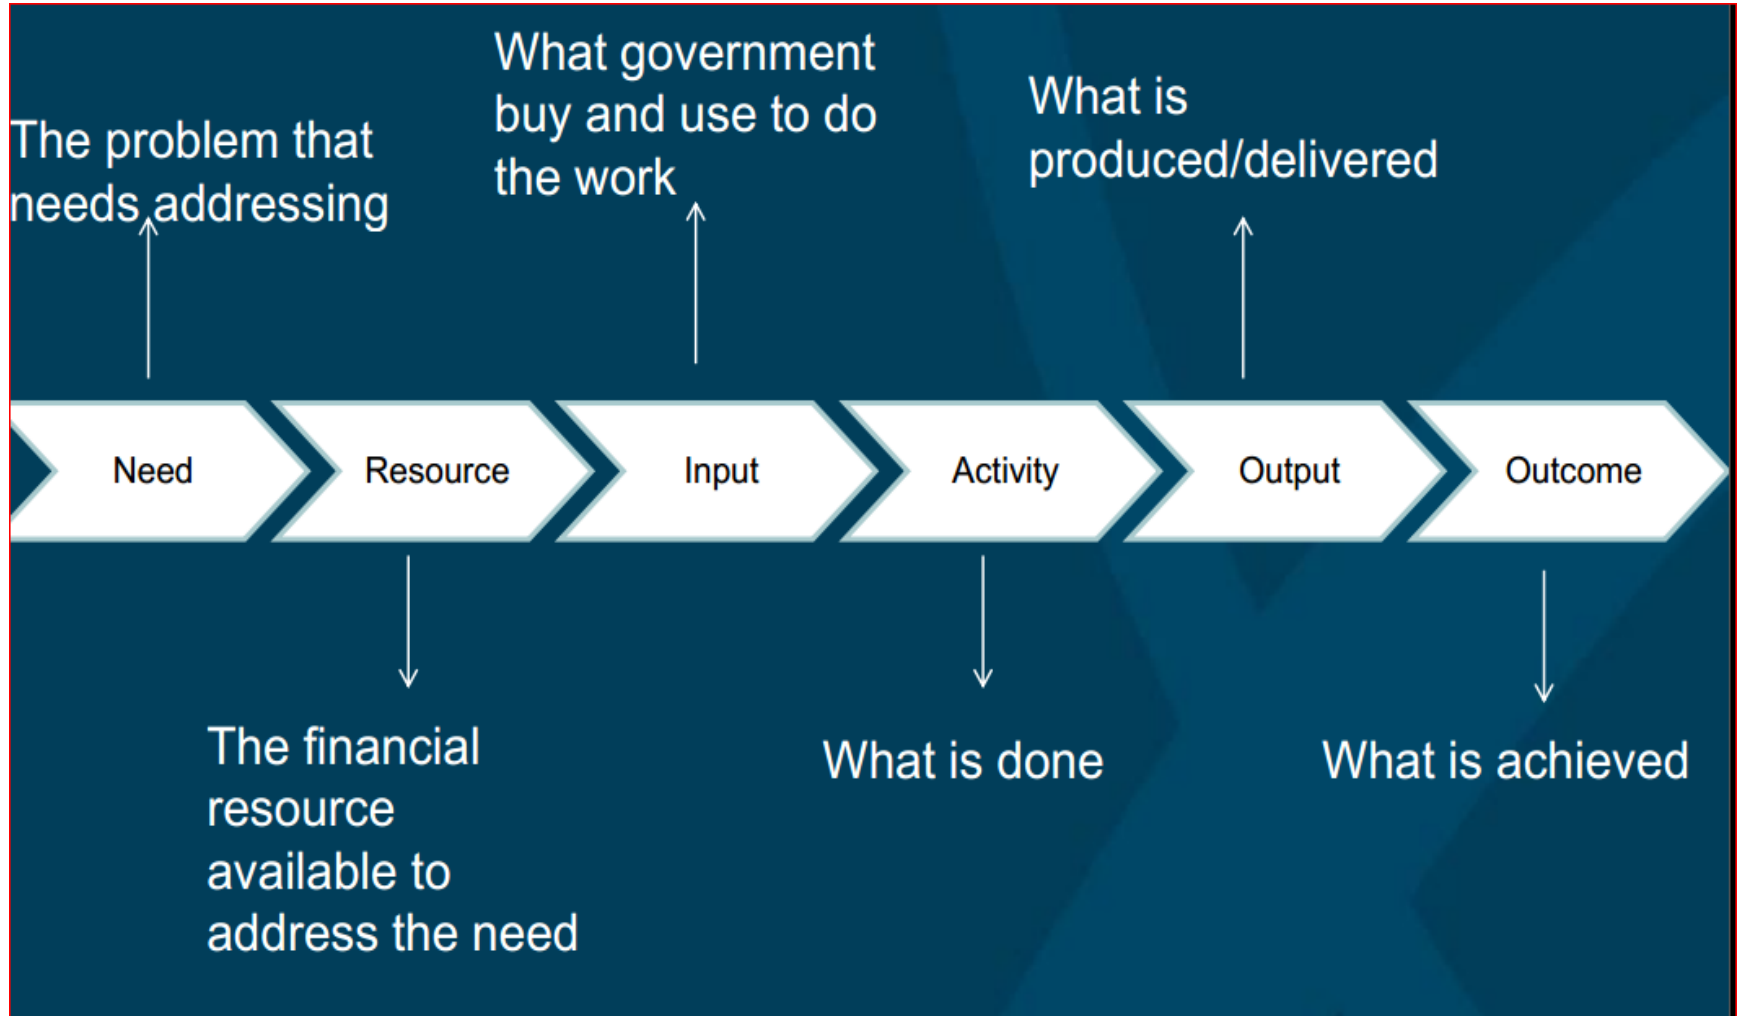 The problem that
needs addressing
What government
buy and use to do
the work
What is
produced/delivered
Need
Resource
Input
Activity
Output
Outcome
The financial
resource
available to
address the need
What is done
What is achieved